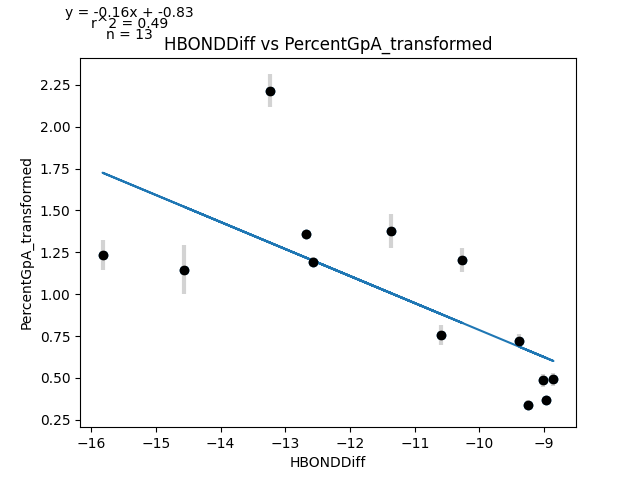 y = -0.16x + -0.83
r^2 = 0.49
n = 13
HBONDDiff vs PercentGpA_transformed
PercentGpA_transformed
2.25
2.00
1.75
1.50
1.25
1.00
0.75
0.50
0.25
−16 −15 −14 −13 −12 −11 −10 −9
HBONDDiff